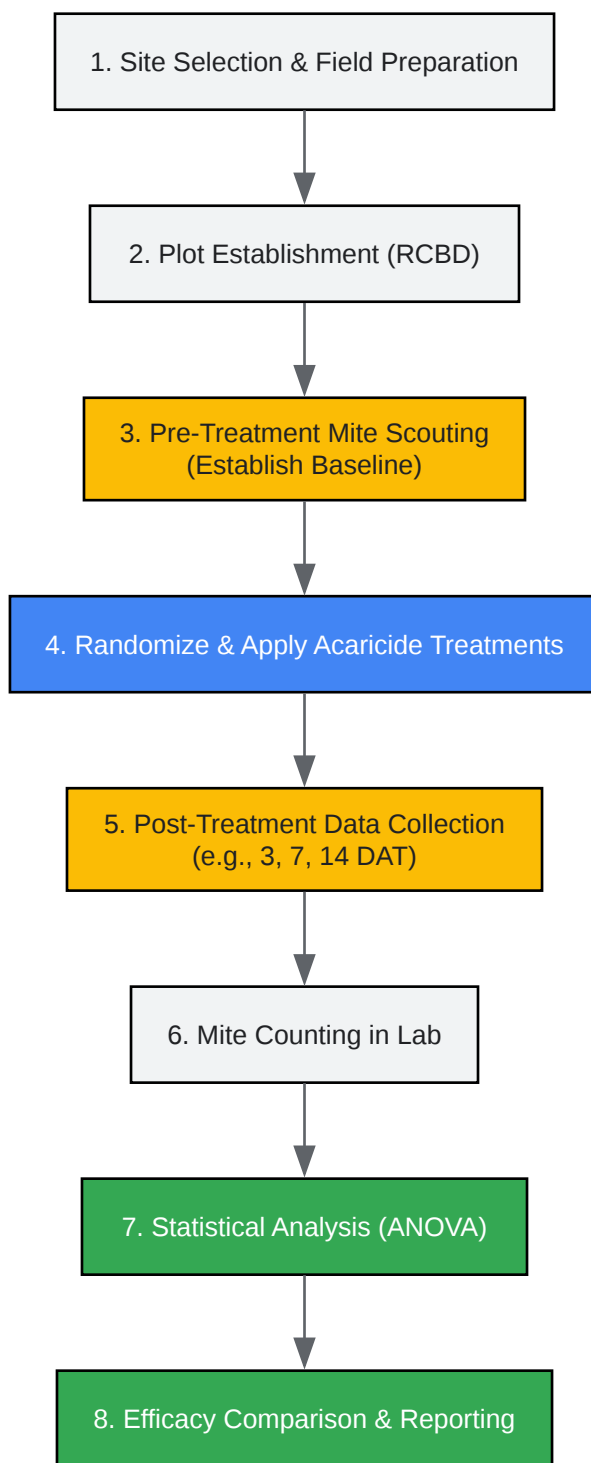 1. Site Selection & Field Preparation
2. Plot Establishment (RCBD)
3. Pre-Treatment Mite Scouting
(Establish Baseline)
4. Randomize & Apply Acaricide Treatments
5. Post-Treatment Data Collection
(e.g., 3, 7, 14 DAT)
6. Mite Counting in Lab
7. Statistical Analysis (ANOVA)
8. Efficacy Comparison & Reporting